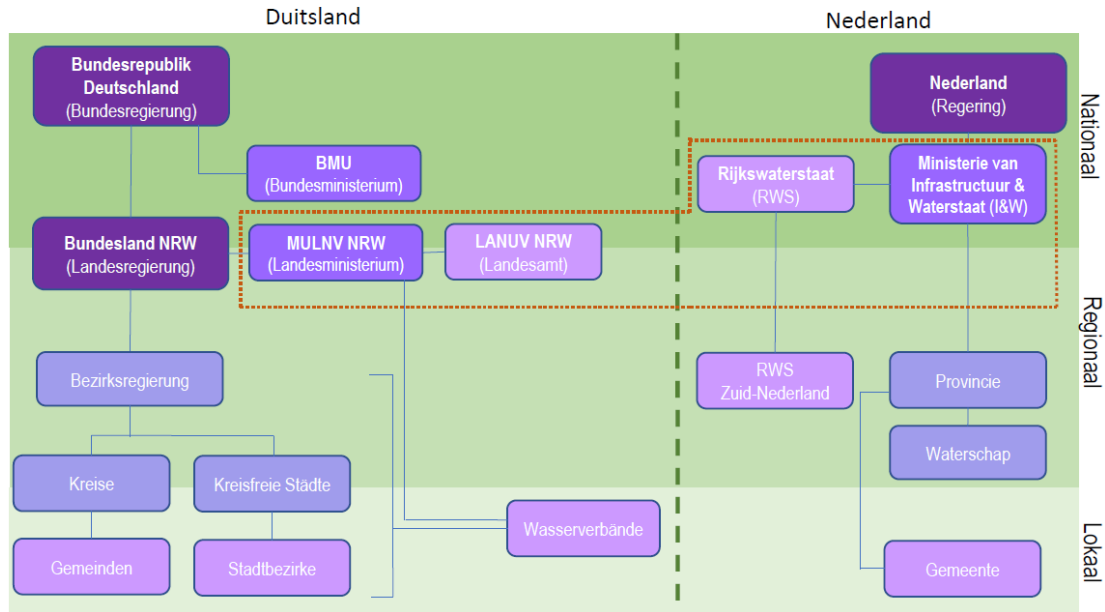 Duitsland
Nederland
Bundesrepublik
Deutschland
(Bundesregierung)
Nederland
(Regering)
Nationaal
BMU
(Bundesministerium)
Rijkswaterstaat
(RWS)
Ministerie van
Infrastructuur &
Waterstaat (I&W)
Bundesland NRW
(Landesregierung)
MULNV NRW
(Landesministerium)
LANUV NRW
(Landesamt)
Regionaal
Bezirksregierung
RWS
Zuid-Nederland
Provincie
Waterschap
Kreise
Kreisfreie Städte
Wasserverbände
Lokaal
Gemeinden
Stadtbezirke
Gemeente